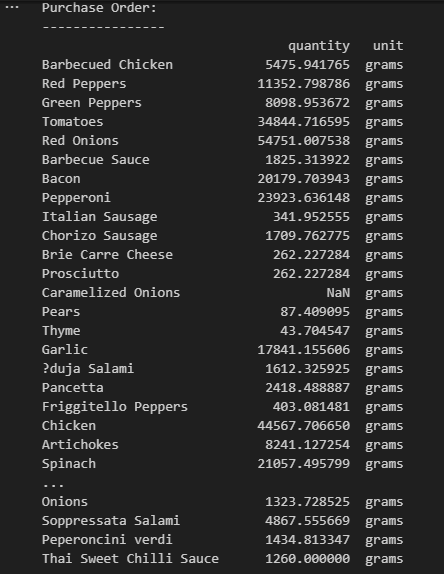 ... Purchase Order:
----------------
quantity unit
Barbecued Chicken 5475.941765 grams
Red Peppers 11352.798786 grams
Green Peppers 8098.953672 grams
Tomatoes 34844.716595 grams
Red Onions 54751.007538 grams
Barbecue Sauce 1825.313922 grams
Bacon 20179.703943 grams
Pepperoni 23923.636148 grams
Italian Sausage 341.952555 grams
Chorizo Sausage 1709.762775 grams
Brie Carre Cheese 262.227284 grams
Prosciutto 262.227284 grams
Caramelized Onions NaN grams
Pears 87.409095 grams
Thyme 43.704547 grams
Garlic 17841.155606 grams
?duja Salami 1612.325925 grams
Pancetta 2418.488887 grams
Friggitello Peppers 403.081481 grams
Chicken 44567.706650 grams
Artichokes 8241.127254 grams
Spinach 21057.495799 grams
...
Onions 1323.728525 grams
Soppressata Salami 4867.555669 grams
Peperoncini verdi 1434.813347 grams
Thai Sweet Chilli Sauce 1260.000000 grams